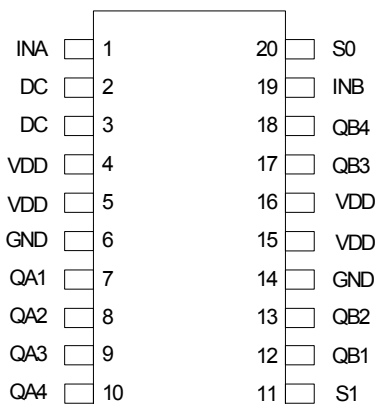 INA 1 20 S0
DC 2 19 INB
DC 3 18 QB4
VDD 4 17 QB3
VDD 5 16 VDD
GND 6 15 VDD
QA1 7 14 GND
QA2 8 13 QB2
QA3 9 12 QB1
QA4 10 11 S1